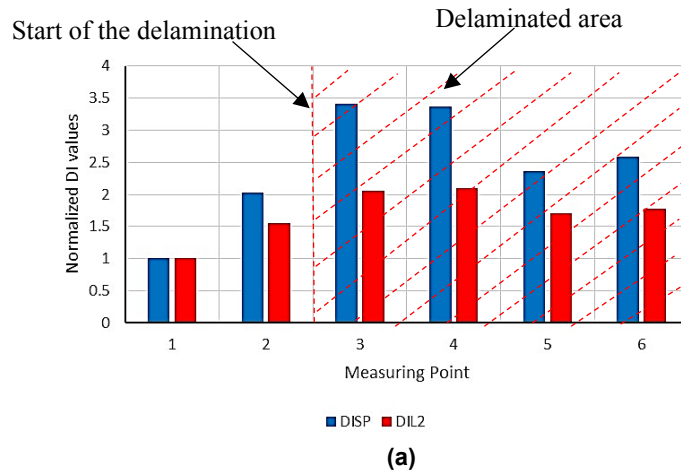 Delaminated area
Start of the delamination
4
3.5
3
2.5
2
1.5
1
0.5
0
Normalized DI values
1 2 3 4 5 6
Measuring Point
DISP DIL2
(a)